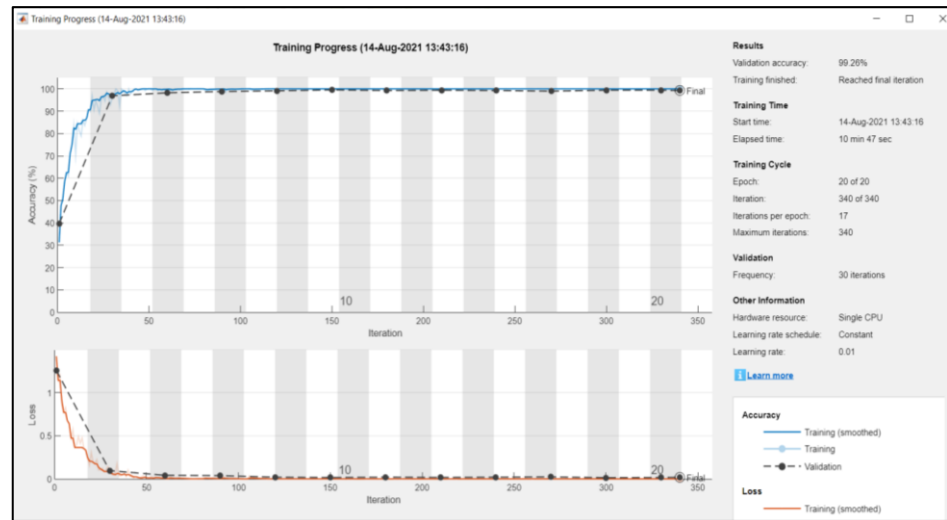 Training Progress (14-Aug-2021 13:43:16)
Training Progress (14-Aug-2021 13:43:16)
100
90
80
70
60
50
40
30
20
10
0
Accuracy (%)
Final
10
20
0 50 100 150 200 250 300 350
Iteration
1
0.5
0
Loss
10
20
Final
0 50 100 150 200 250 300 350
Iteration
Results
Validation accuracy: 99.26%
Training finished: Reached final iteration
Training Time
Start time: 14-Aug-2021 13:43:16
Elapsed time: 10 min 47 sec
Training Cycle
Epoch: 20 of 20
Iteration: 340 of 340
Iterations per epoch: 17
Maximum iterations: 340
Validation
Frequency: 30 iterations
Other Information
Hardware resource: Single CPU
Learning rate schedule: Constant
Learning rate: 0.01
i Learn more
Accuracy
Training (smoothed)
Training
Validation
Loss
Training (smoothed)